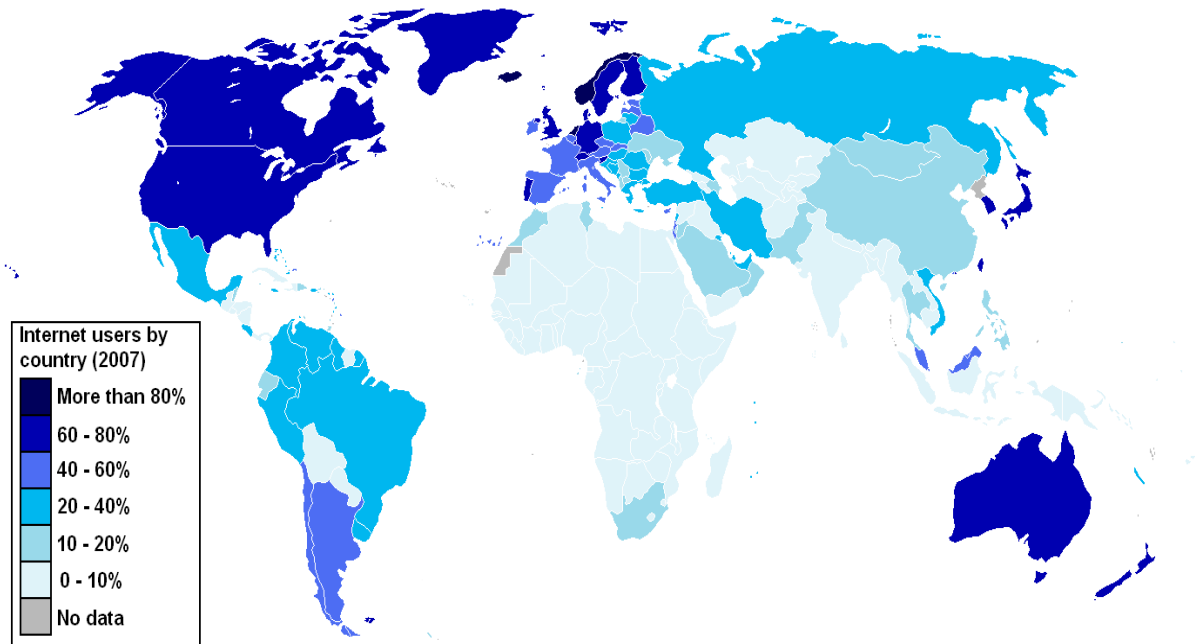 Internet users by
country (2007)
More than 80%
60 - 80%
40 - 60%
20 - 40%
10 - 20%
0 - 10%
No data